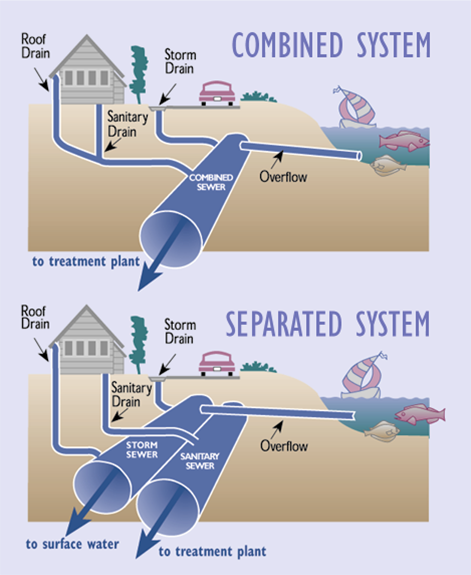 COMBINED SYSTEM
Roof
Drain
Storm
Drain
Sanitary
Drain
COMBINED
SEWER
Overflow
to treatment plant
SEPARATED SYSTEM
Roof
Drain
Storm
Drain
Sanitary
Drain
STORM
SEWER
SANITARY
SEWER
Overflow
to surface water
to treatment plant